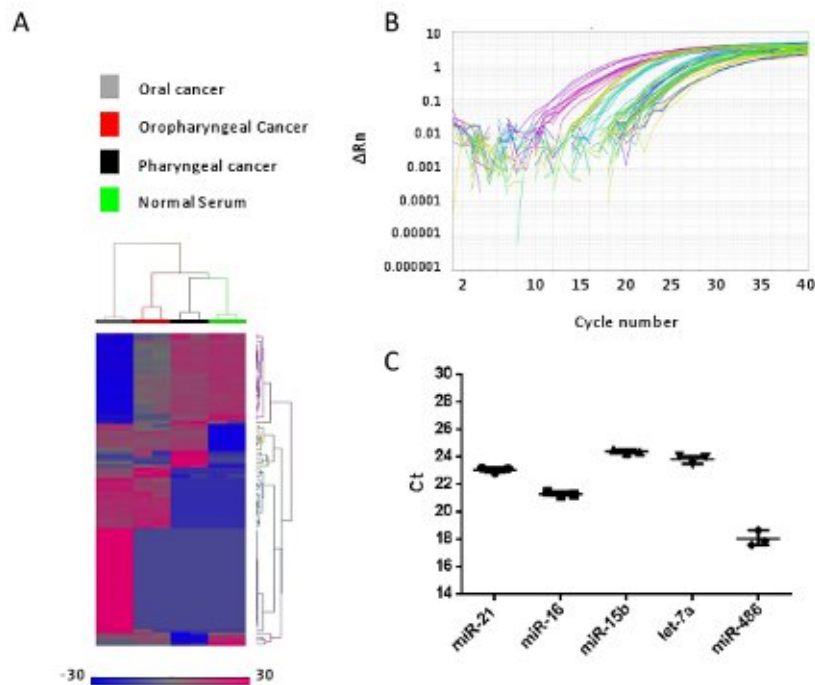 A
Oral cancer
Oropharyngeal Cancer
Pharyngeal cancer
Normal Serum
-30 30
B
10
1
0.1
0.01
0.001
0.0001
0.00001
0.000001
ΔRn
2 10 15 20 25 30 35 40
Cycle number
C
30
28
26
24
22
20
18
16
14
Ct
miR-21 miR-16 miR-15b let-7a miR-486